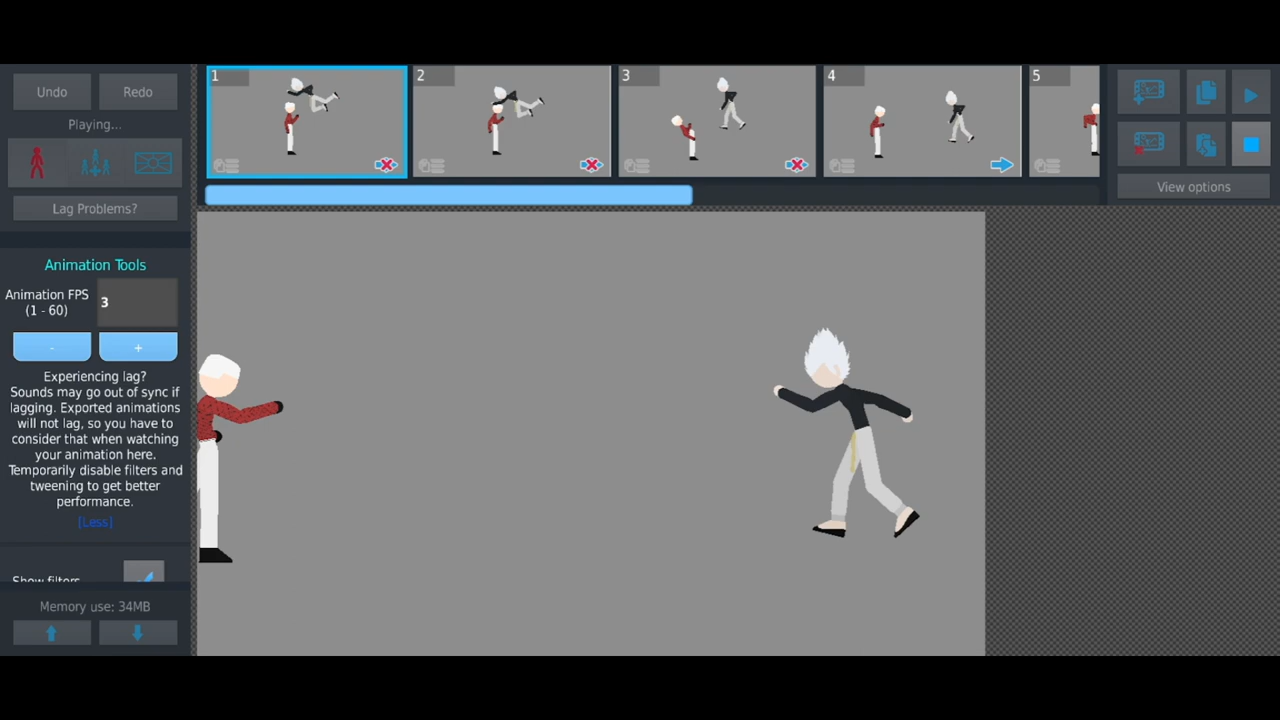 Undo
Redo
Playing...
Lag Problems?
Animation Tools
Animation FPS
(1 - 60)
3
-
+
Experiencing lag?
Sounds may go out of sync if
lagging. Exported animations
will not lag, so you have to
consider that when watching
your animation here.
Temporarily disable filters and
tweening to get better
performance.
[Less]
Show filters
Memory use: 34MB
1
2
3
4
5
View options